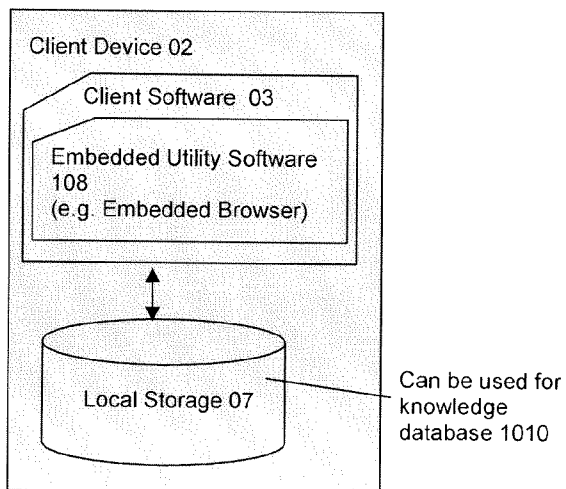 Client Device 02
Client Software 03
Embedded Utility Software
108
(e.g. Embedded Browser)
Local Storage 07
Can be used for
knowledge
database 1010